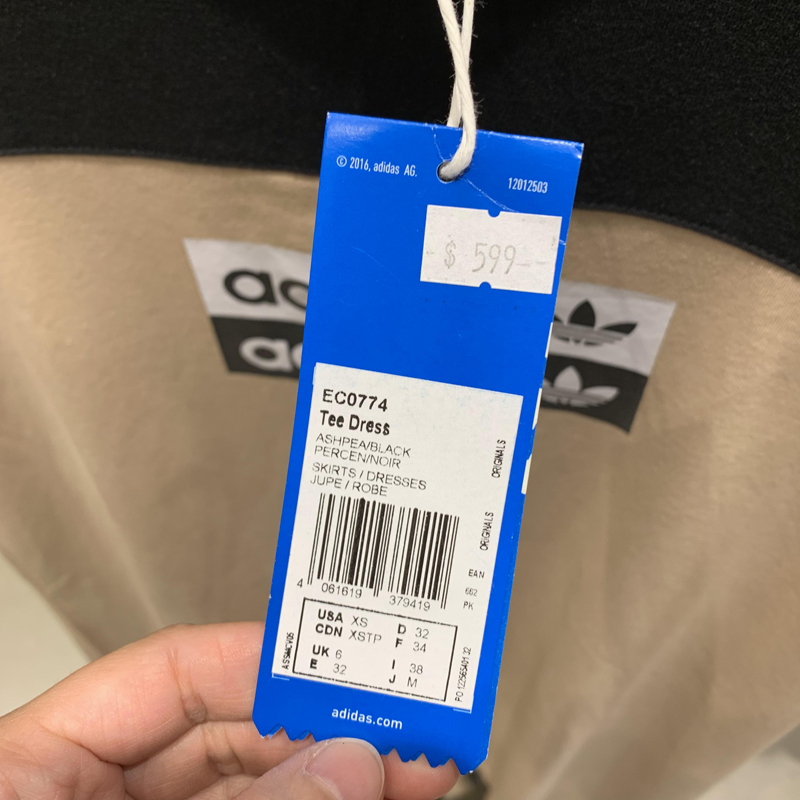 © 2016, adidas AG.
12012503
-$ 599--
EC0774
Tee Dress
ASHPEA/BLACK
PERCEN/NOIR
SKIRTS / DRESSES
JUPE / ROBE
ORIGINALS
ORIGINALS
4 061619 379419
EAN
662
PK
USA XS D 32
CDN XSTP F 34
UK 6 I 38
E 32 J M
adidas.com